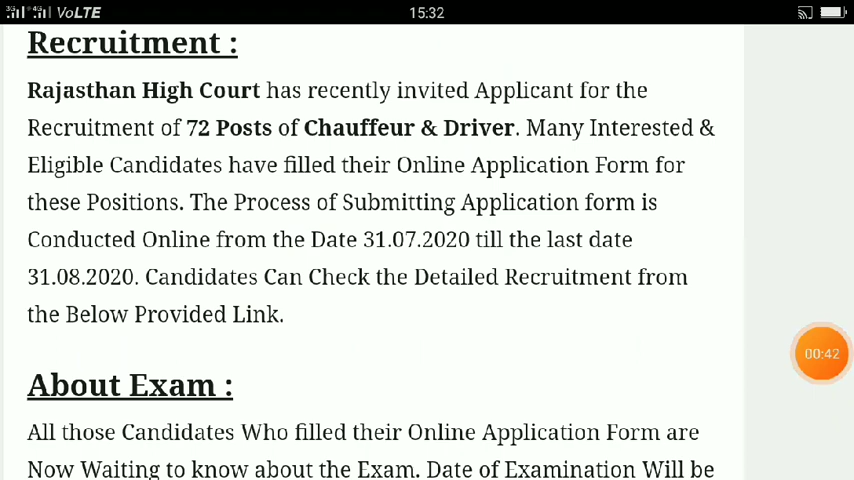 3G 4G VoLTE 15:32
Recruitment :
Rajasthan High Court has recently invited Applicant for the
Recruitment of 72 Posts of Chauffeur & Driver. Many Interested &
Eligible Candidates have filled their Online Application Form for
these Positions. The Process of Submitting Application form is
Conducted Online from the Date 31.07.2020 till the last date
31.08.2020. Candidates Can Check the Detailed Recruitment from
the Below Provided Link.
00:42
About Exam :
All those Candidates Who filled their Online Application Form are
Now Waiting to know about the Exam. Date of Examination Will be